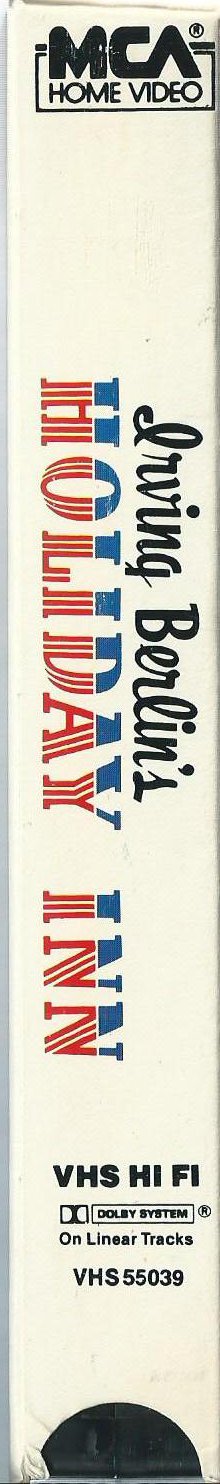 MCA®
HOME VIDEO
Irving Berlin's
HOLIDAY INN
VHS HI FI
DOLBY SYSTEM ®
On Linear Tracks
VHS 55039